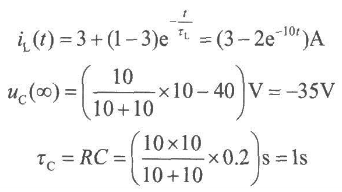 i_L(t) = 3 + (1 − 3)e^{−t/τ_L} = (3 − 2e^{−10t})A
u_C(∞) = (10/(10+10) × 10 − 40)V = −35V
τ_C = RC = (10×10/(10+10) × 0.2)s = 1s